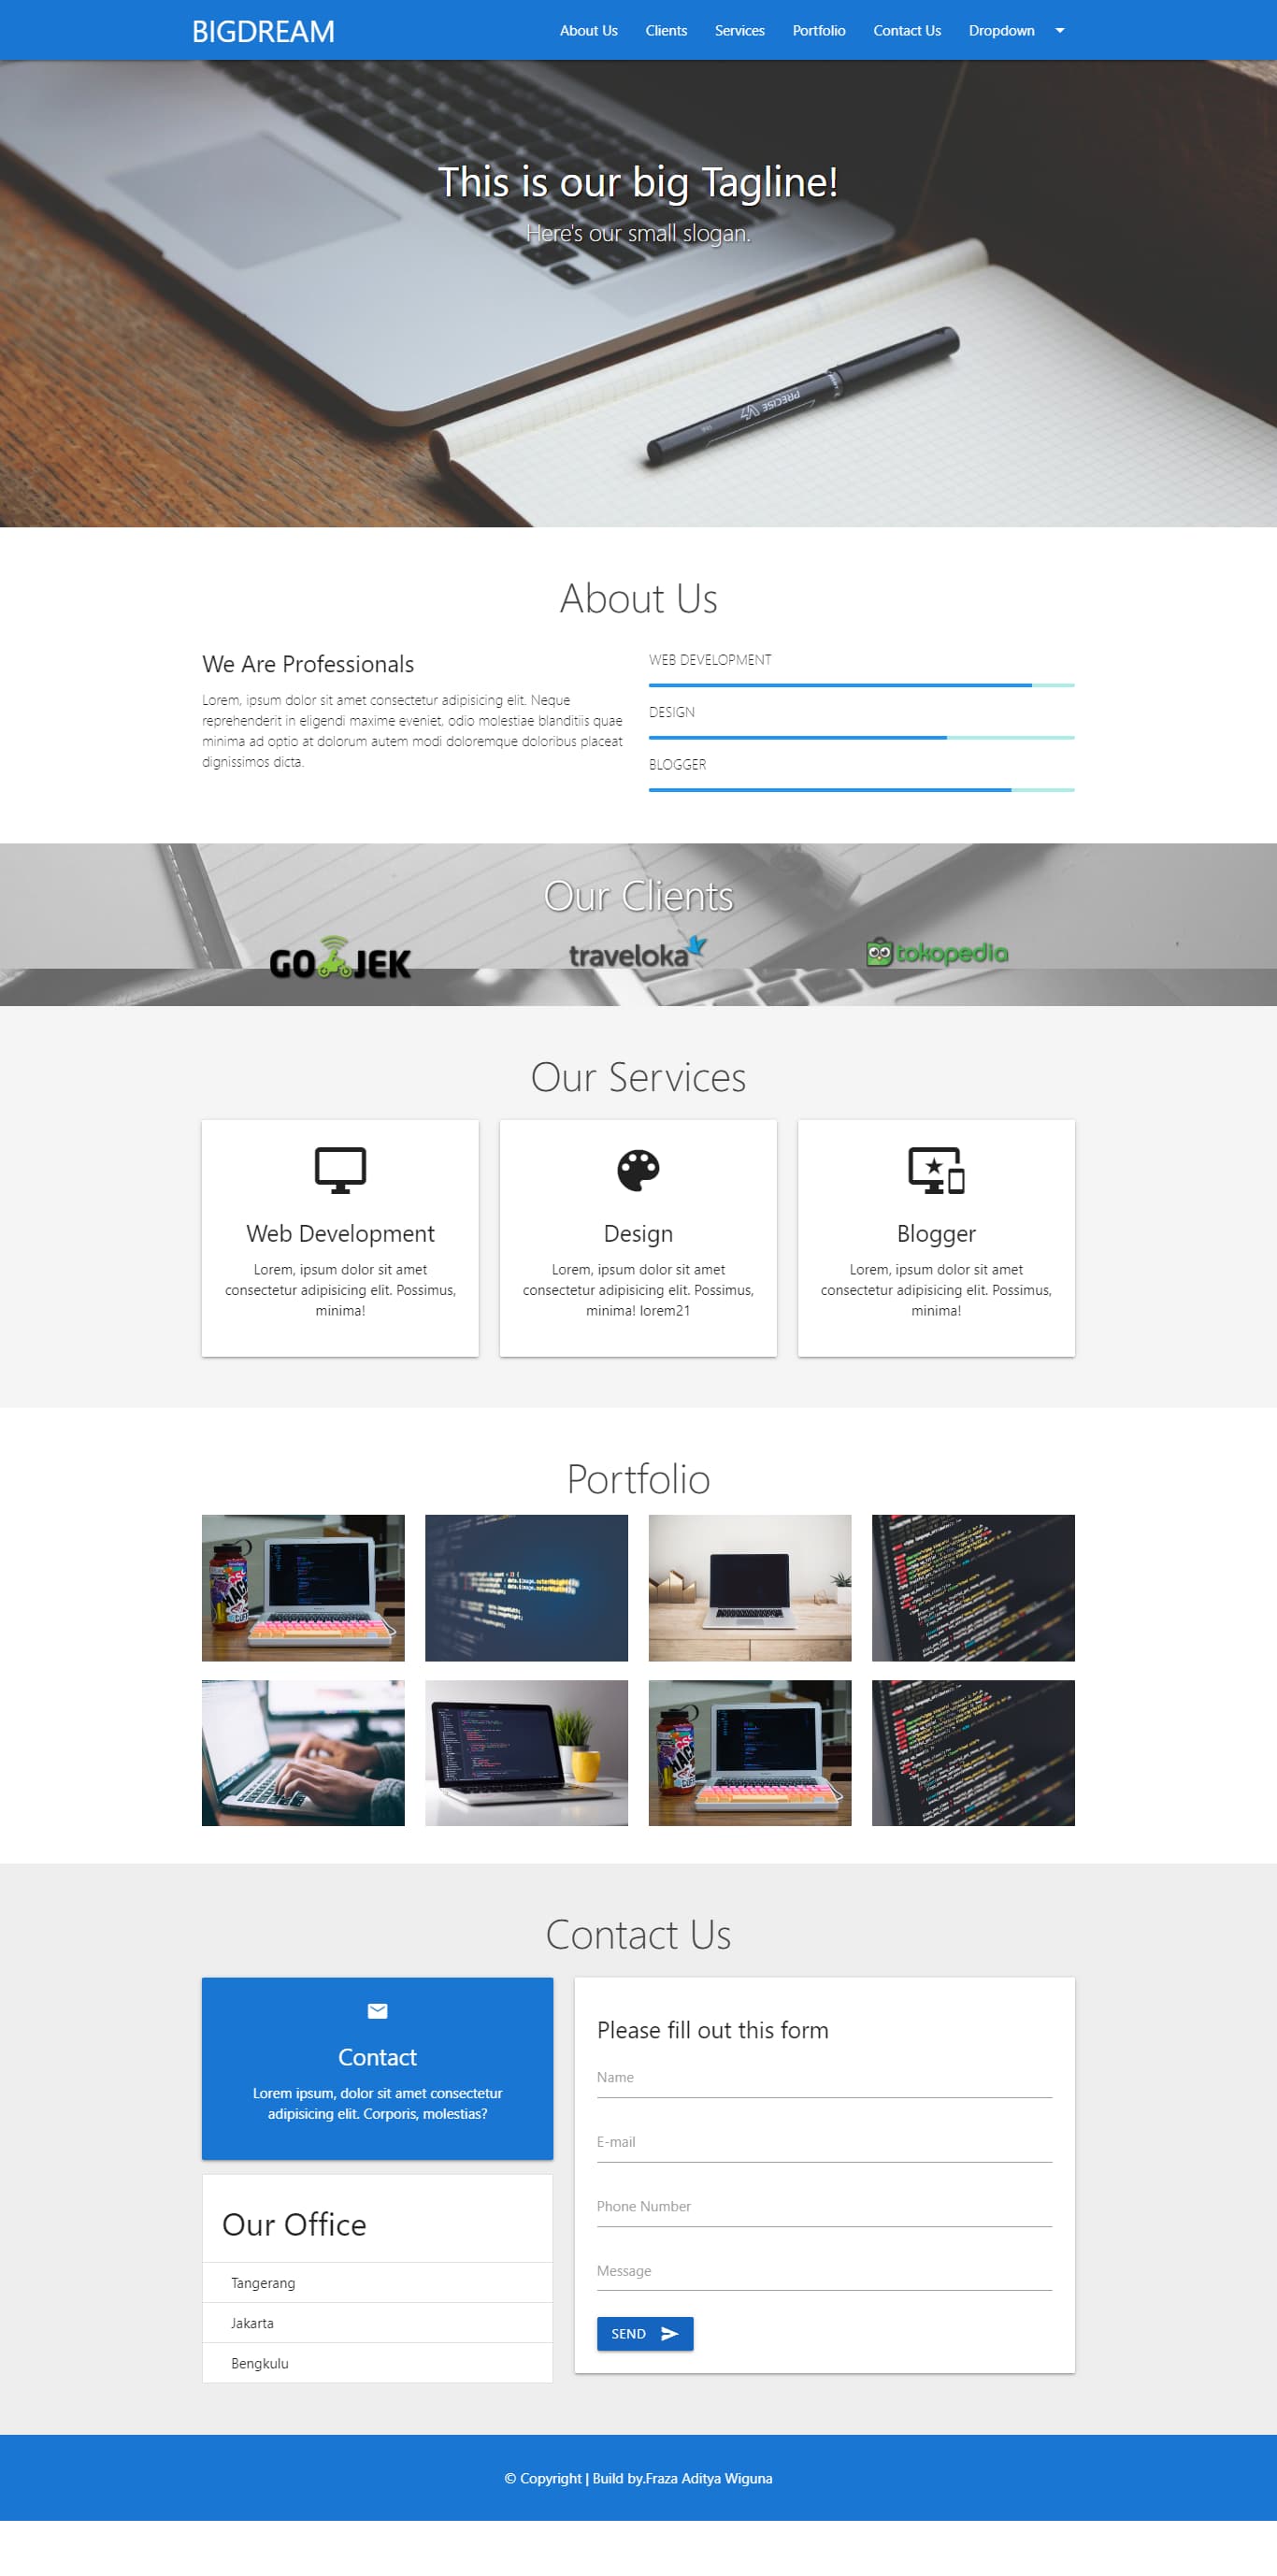 BIGDREAM
About Us
Clients
Services
Portfolio
Contact Us
Dropdown
This is our big Tagline!
Here's our small slogan.
PRECISE V7
About Us
We Are Professionals
Lorem, ipsum dolor sit amet consectetur adipisicing elit. Neque
reprehenderit in eligendi maxime eveniet, odio molestiae blanditiis quae
minima ad optio at dolorum autem modi doloremque doloribus placeat
dignissimos dicta.
WEB DEVELOPMENT
DESIGN
BLOGGER
Our Clients
GOJEK
traveloka
tokopedia
Our Services
Web Development
Lorem, ipsum dolor sit amet
consectetur adipisicing elit. Possimus,
minima!
Design
Lorem, ipsum dolor sit amet
consectetur adipisicing elit. Possimus,
minima! lorem21
Blogger
Lorem, ipsum dolor sit amet
consectetur adipisicing elit. Possimus,
minima!
Portfolio
Contact Us
Contact
Lorem ipsum, dolor sit amet consectetur
adipisicing elit. Corporis, molestias?
Our Office
Tangerang
Jakarta
Bengkulu
Please fill out this form
Name
E-mail
Phone Number
Message
SEND
© Copyright | Build by.Fraza Aditya Wiguna